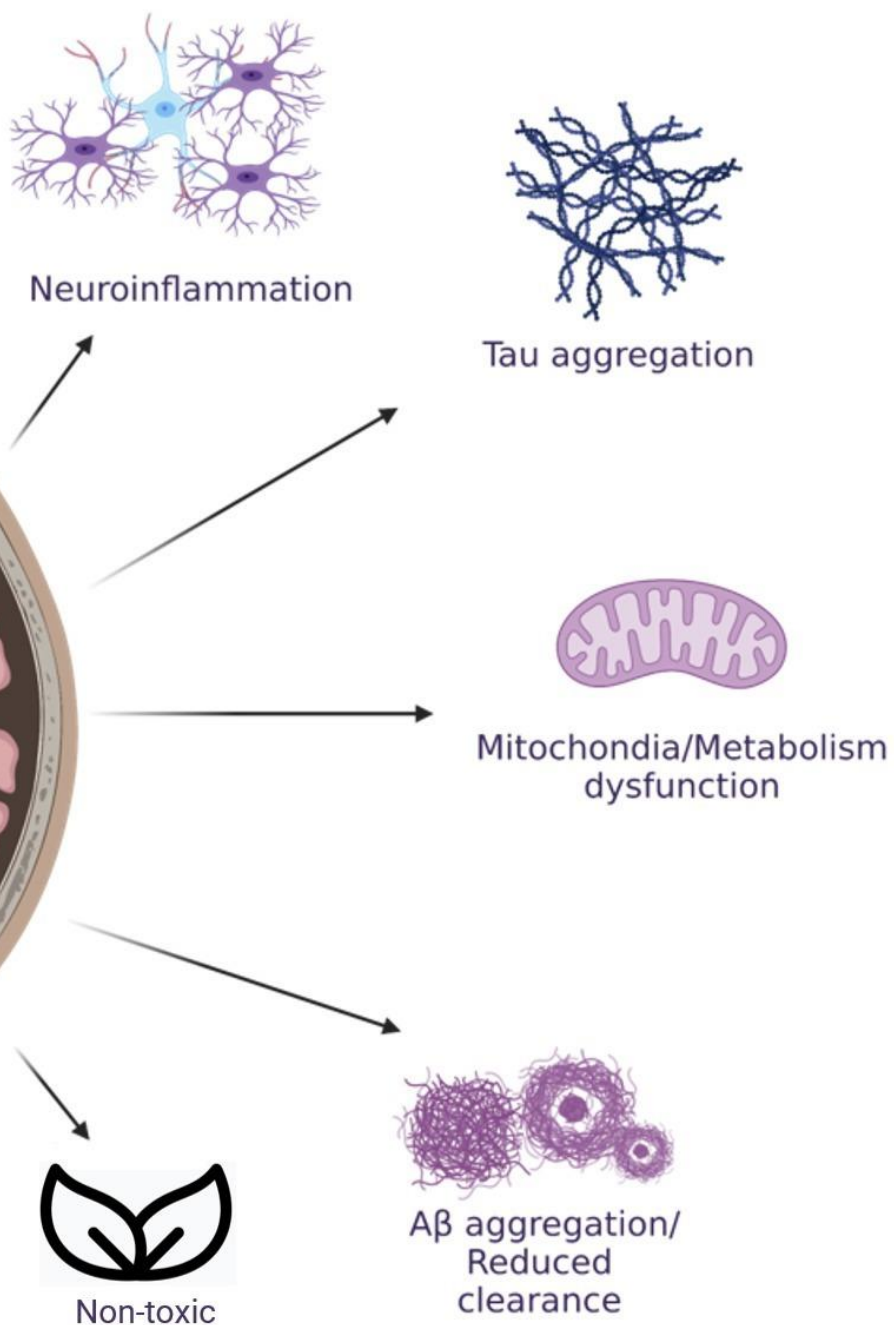 Neuroinflammation
Tau aggregation
Mitochondia/Metabolism
dysfunction
Aβ aggregation/
Reduced
clearance
Non-toxic